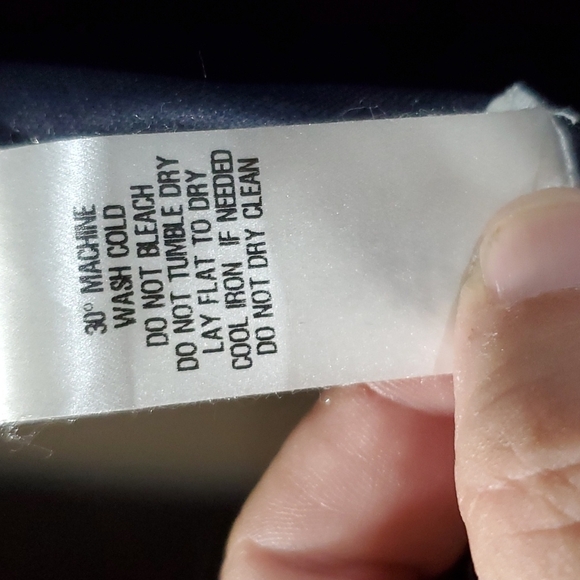 30° MACHINE
WASH COLD
DO NOT BLEACH
DO NOT TUMBLE DRY
LAY FLAT TO DRY
COOL IRON IF NEEDED
DO NOT DRY CLEAN